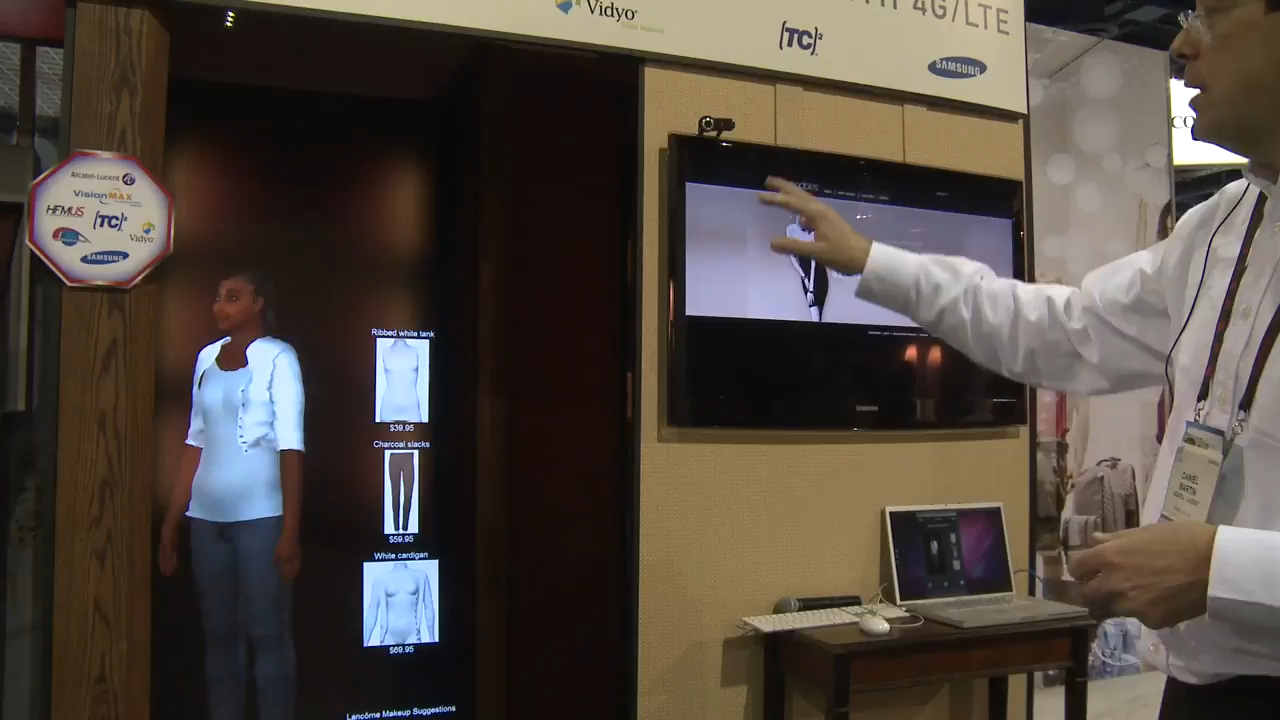 Vidyo
4G/LTE
[TC]²
SAMSUNG
Alcatel-Lucent
VisionMAX
HFMUS
[TC]²
Vidyo
SAMSUNG
Ribbed white tank
$39.95
Charcoal slacks
$59.95
White cardigan
$69.95
Lancôme Makeup Suggestions
SAMSUNG
DANIEL
MARTIN